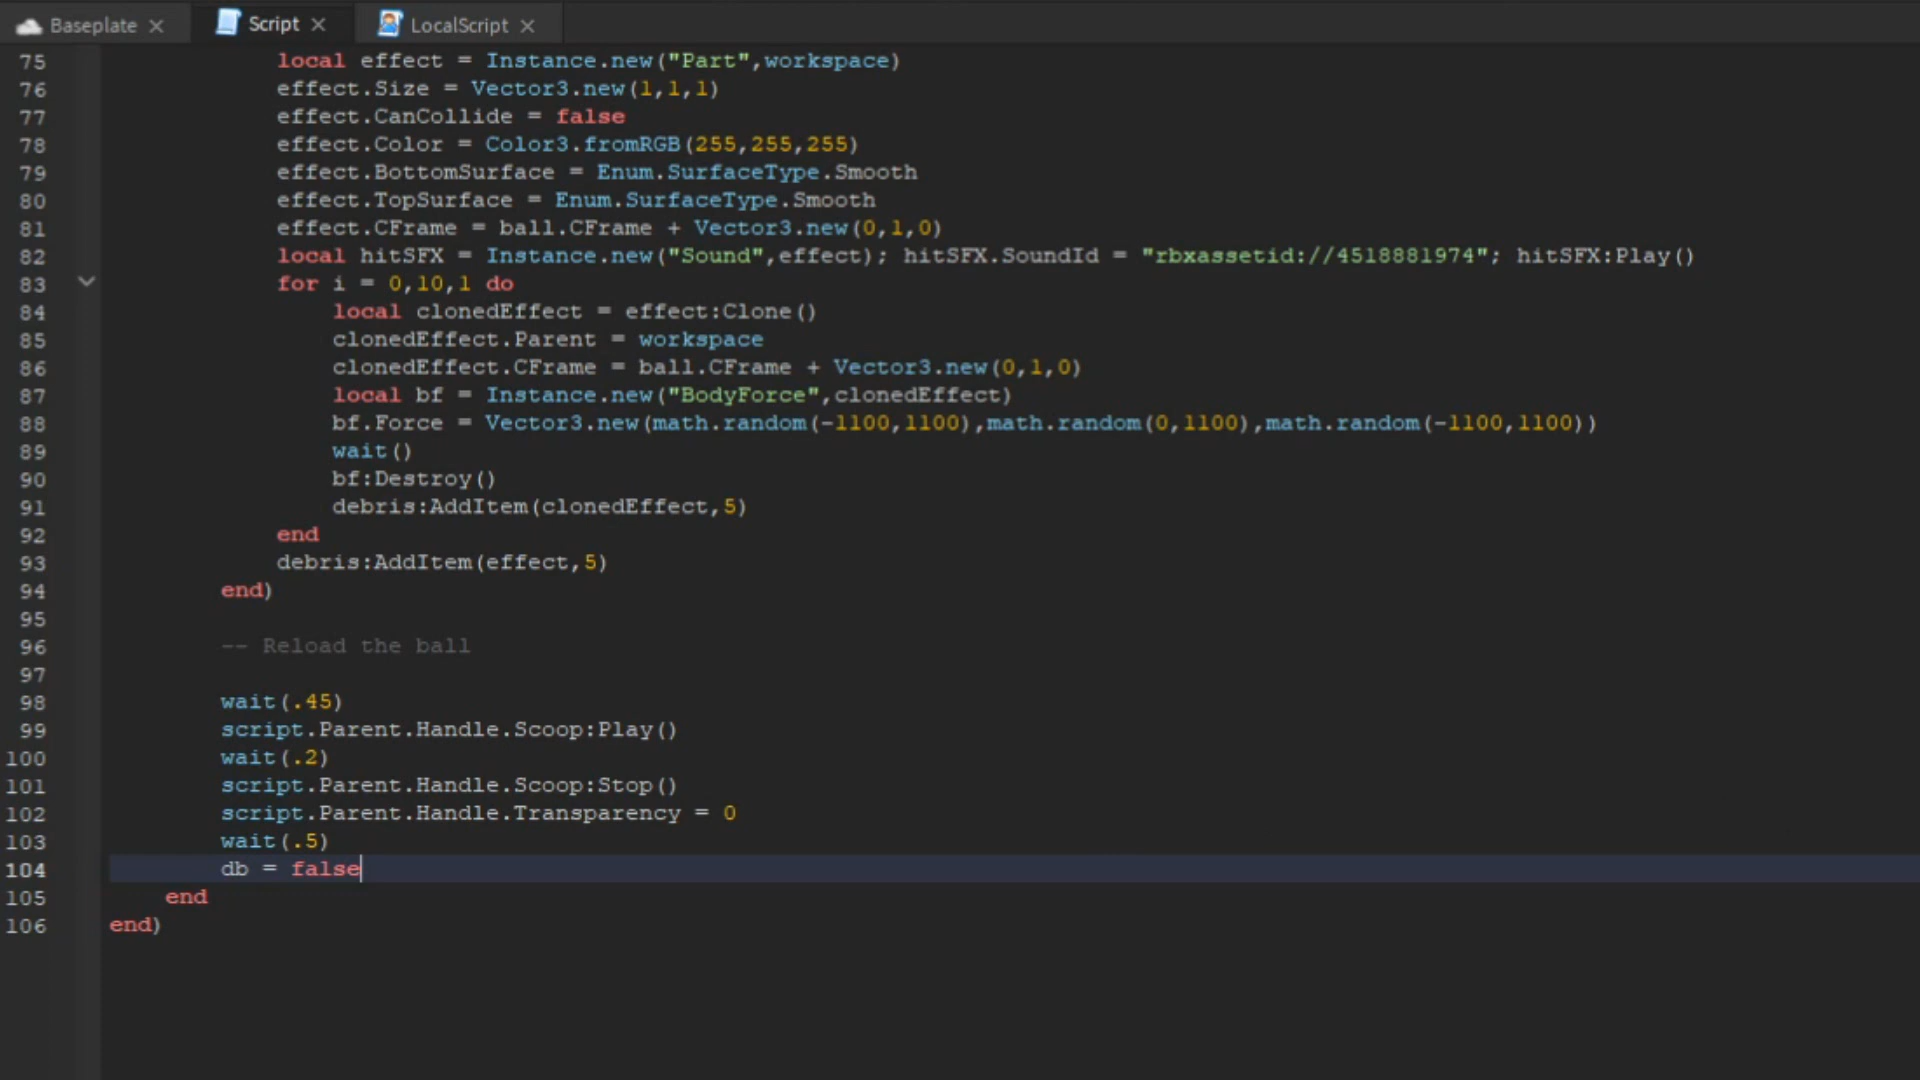 Baseplate Script LocalScript
75 local effect = Instance.new("Part",workspace)
76 effect.Size = Vector3.new(1,1,1)
77 effect.CanCollide = false
78 effect.Color = Color3.fromRGB(255,255,255)
79 effect.BottomSurface = Enum.SurfaceType.Smooth
80 effect.TopSurface = Enum.SurfaceType.Smooth
81 effect.CFrame = ball.CFrame + Vector3.new(0,1,0)
82 local hitSFX = Instance.new("Sound",effect); hitSFX.SoundId = "rbxassetid://4518881974"; hitSFX:Play()
83 for i = 0,10,1 do
84 local clonedEffect = effect:Clone()
85 clonedEffect.Parent = workspace
86 clonedEffect.CFrame = ball.CFrame + Vector3.new(0,1,0)
87 local bf = Instance.new("BodyForce",clonedEffect)
88 bf.Force = Vector3.new(math.random(-1100,1100),math.random(0,1100),math.random(-1100,1100))
89 wait()
90 bf:Destroy()
91 debris:AddItem(clonedEffect,5)
92 end
93 debris:AddItem(effect,5)
94 end)
95
96 -- Reload the ball
97
98 wait(.45)
99 script.Parent.Handle.Scoop:Play()
100 wait(.2)
101 script.Parent.Handle.Scoop:Stop()
102 script.Parent.Handle.Transparency = 0
103 wait(.5)
104 db = false
105 end
106 end)